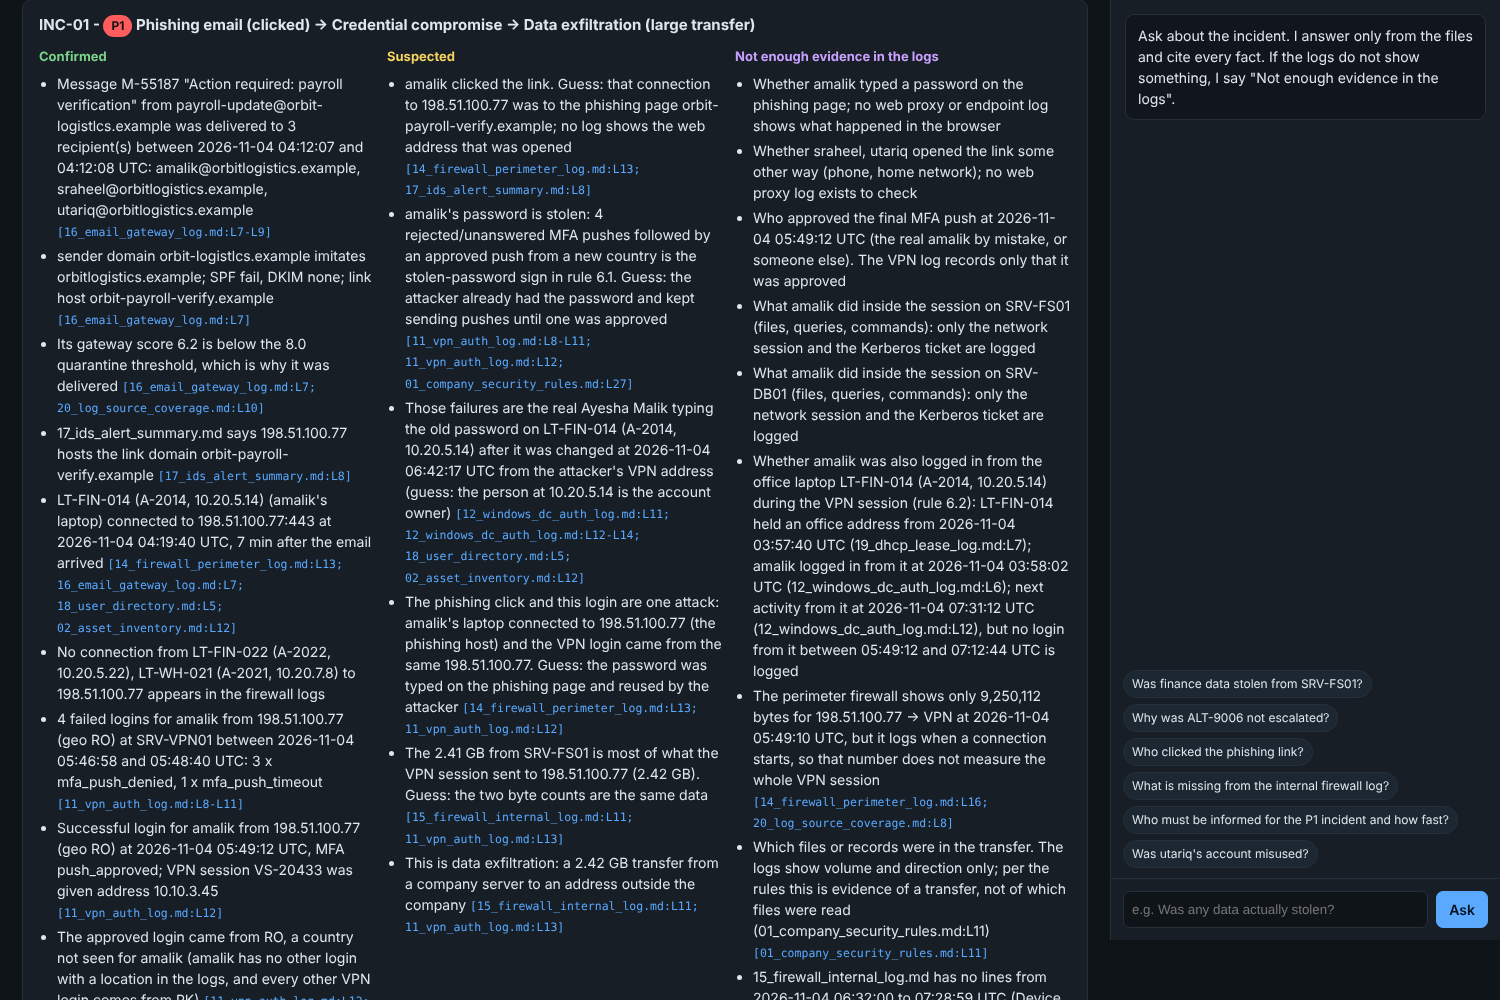 INC-01 - P1 Phishing email (clicked) → Credential compromise → Data exfiltration (large transfer)
Confirmed
• Message M-55187 "Action required: payroll
verification" from payroll-update@orbit-
logistlcs.example was delivered to 3
recipient(s) between 2026-11-04 04:12:07 and
04:12:08 UTC: amalik@orbitlogistics.example,
sraheel@orbitlogistics.example,
utariq@orbitlogistics.example
[16_email_gateway_log.md:L7-L9]
• sender domain orbit-logistlcs.example imitates
orbitlogistics.example; SPF fail, DKIM none; link
host orbit-payroll-verify.example
[16_email_gateway_log.md:L7]
• Its gateway score 6.2 is below the 8.0
quarantine threshold, which is why it was
delivered [16_email_gateway_log.md:L7;
20_log_source_coverage.md:L10]
• 17_ids_alert_summary.md says 198.51.100.77
hosts the link domain orbit-payroll-
verify.example [17_ids_alert_summary.md:L8]
• LT-FIN-014 (A-2014, 10.20.5.14) (amalik's
laptop) connected to 198.51.100.77:443 at
2026-11-04 04:19:40 UTC, 7 min after the email
arrived [14_firewall_perimeter_log.md:L13;
16_email_gateway_log.md:L7;
18_user_directory.md:L5;
02_asset_inventory.md:L12]
• No connection from LT-FIN-022 (A-2022,
10.20.5.22), LT-WH-021 (A-2021, 10.20.7.8) to
198.51.100.77 appears in the firewall logs
• 4 failed logins for amalik from 198.51.100.77
(geo RO) at SRV-VPN01 between 2026-11-04
05:46:58 and 05:48:40 UTC: 3 x
mfa_push_denied, 1 x mfa_push_timeout
[11_vpn_auth_log.md:L8-L11]
• Successful login for amalik from 198.51.100.77
(geo RO) at 2026-11-04 05:49:12 UTC, MFA
push_approved; VPN session VS-20433 was
given address 10.10.3.45
[11_vpn_auth_log.md:L12]
• The approved login came from RO, a country
not seen for amalik (amalik has no other login
with a location in the logs, and every other VPN
login comes from PK) [11_vpn_auth_log.md:L12;
Suspected
• amalik clicked the link. Guess: that connection
to 198.51.100.77 was to the phishing page orbit-
payroll-verify.example; no log shows the web
address that was opened
[14_firewall_perimeter_log.md:L13;
17_ids_alert_summary.md:L8]
• amalik's password is stolen: 4
rejected/unanswered MFA pushes followed by
an approved push from a new country is the
stolen-password sign in rule 6.1. Guess: the
attacker already had the password and kept
sending pushes until one was approved
[11_vpn_auth_log.md:L8-L11;
11_vpn_auth_log.md:L12;
01_company_security_rules.md:L27]
• Those failures are the real Ayesha Malik typing
the old password on LT-FIN-014 (A-2014,
10.20.5.14) after it was changed at 2026-11-04
06:42:17 UTC from the attacker's VPN address
(guess: the person at 10.20.5.14 is the account
owner) [12_windows_dc_auth_log.md:L11;
12_windows_dc_auth_log.md:L12-L14;
18_user_directory.md:L5;
02_asset_inventory.md:L12]
• The phishing click and this login are one attack:
amalik's laptop connected to 198.51.100.77 (the
phishing host) and the VPN login came from the
same 198.51.100.77. Guess: the password was
typed on the phishing page and reused by the
attacker [14_firewall_perimeter_log.md:L13;
11_vpn_auth_log.md:L12]
• The 2.41 GB from SRV-FS01 is most of what the
VPN session sent to 198.51.100.77 (2.42 GB).
Guess: the two byte counts are the same data
[15_firewall_internal_log.md:L11;
11_vpn_auth_log.md:L13]
• This is data exfiltration: a 2.42 GB transfer from
a company server to an address outside the
company [15_firewall_internal_log.md:L11;
11_vpn_auth_log.md:L13]
Not enough evidence in the logs
• Whether amalik typed a password on the
phishing page; no web proxy or endpoint log
shows what happened in the browser
• Whether sraheel, utariq opened the link some
other way (phone, home network); no web
proxy log exists to check
• Who approved the final MFA push at 2026-11-
04 05:49:12 UTC (the real amalik by mistake, or
someone else). The VPN log records only that it
was approved
• What amalik did inside the session on SRV-FS01
(files, queries, commands): only the network
session and the Kerberos ticket are logged
• What amalik did inside the session on SRV-
DB01 (files, queries, commands): only the
network session and the Kerberos ticket are
logged
• Whether amalik was also logged in from the
office laptop LT-FIN-014 (A-2014, 10.20.5.14)
during the VPN session (rule 6.2): LT-FIN-014
held an office address from 2026-11-04
03:57:40 UTC (19_dhcp_lease_log.md:L7);
amalik logged in from it at 2026-11-04 03:58:02
UTC (12_windows_dc_auth_log.md:L6); next
activity from it at 2026-11-04 07:31:12 UTC
(12_windows_dc_auth_log.md:L12), but no login
from it between 05:49:12 and 07:12:44 UTC is
logged
• The perimeter firewall shows only 9,250,112
bytes for 198.51.100.77 → VPN at 2026-11-04
05:49:10 UTC, but it logs when a connection
starts, so that number does not measure the
whole VPN session
[14_firewall_perimeter_log.md:L16;
20_log_source_coverage.md:L8]
• Which files or records were in the transfer. The
logs show volume and direction only; per the
rules this is evidence of a transfer, not of which
files were read
(01_company_security_rules.md:L11)
[01_company_security_rules.md:L11]
• 15_firewall_internal_log.md has no lines from
2026-11-04 06:32:00 to 07:28:59 UTC (Device
Ask about the incident. I answer only from the files
and cite every fact. If the logs do not show
something, I say "Not enough evidence in the
logs".
Was finance data stolen from SRV-FS01?
Why was ALT-9006 not escalated?
Who clicked the phishing link?
What is missing from the internal firewall log?
Who must be informed for the P1 incident and how fast?
Was utariq's account misused?
e.g. Was any data actually stolen?
Ask